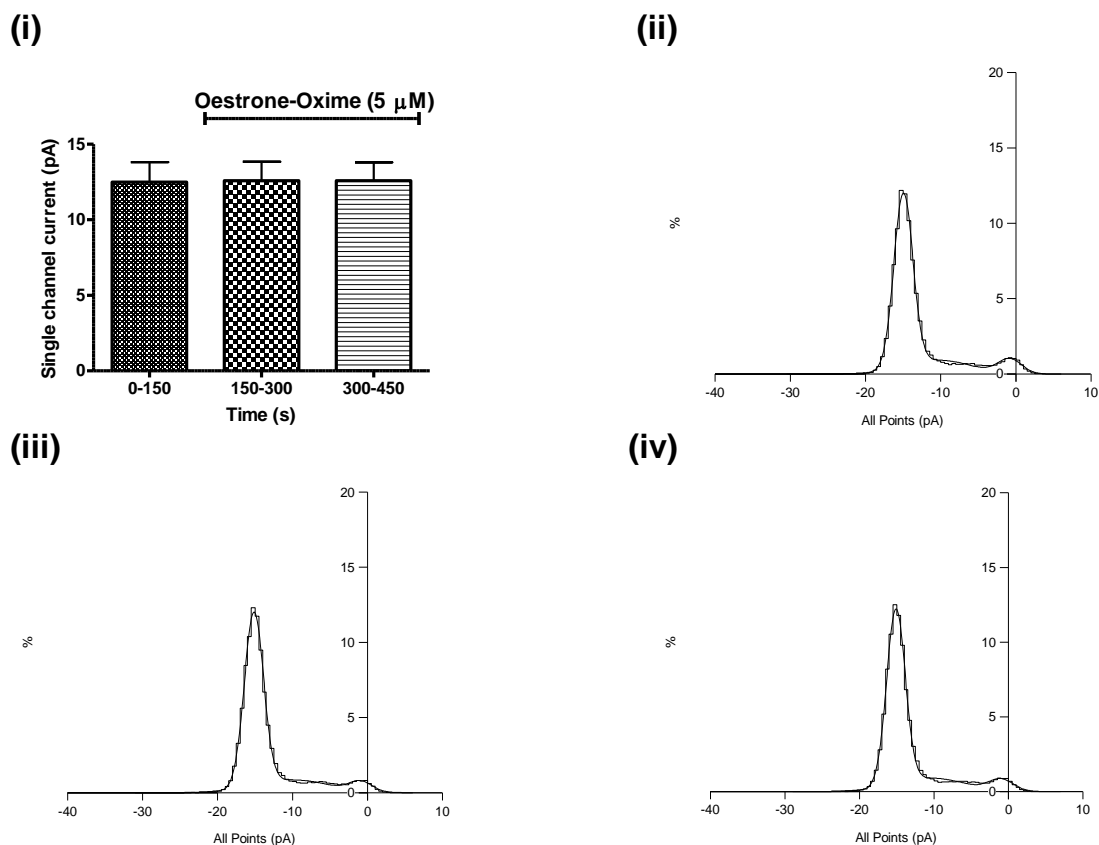 (i)
Oestrone-Oxime (5 μM)
Single channel current (pA)
15
10
5
0
0-150 150-300 300-450
Time (s)
(ii)
20
15
10
5
0
%
-40 -30 -20 -10 0 10
All Points (pA)
(iii)
20
15
10
5
0
%
-40 -30 -20 -10 0 10
All Points (pA)
(iv)
20
15
10
5
0
%
-40 -30 -20 -10 0 10
All Points (pA)